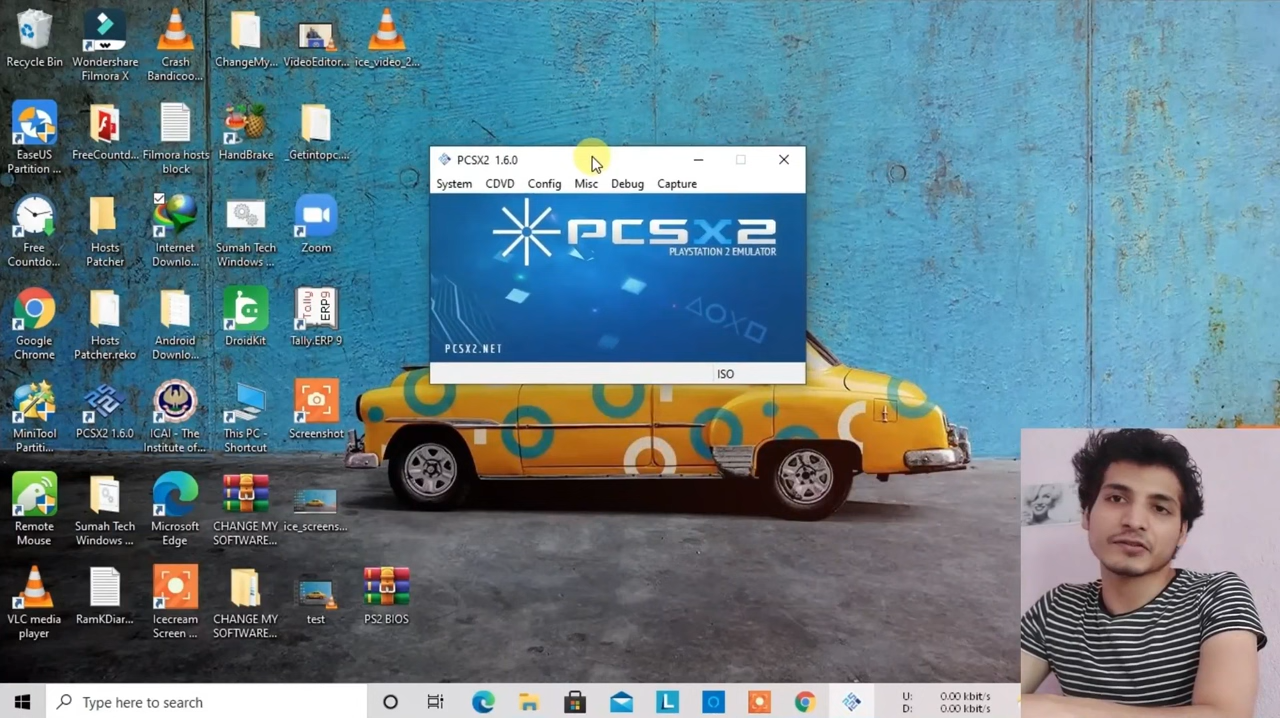 Recycle Bin
Wondershare
Filmora X
Crash
Bandicoo...
ChangeMy...
VideoEditor...
ice_video_2...
EaseUS
Partition ...
FreeCountd...
Filmora hosts
block
HandBrake
_Getintopc....
Free
Countdo...
Hosts
Patcher
Internet
Downlo...
Sumah Tech
Windows ...
Zoom
Google
Chrome
Hosts
Patcher.reko
Android
Downlo...
DroidKit
Tally
ERP9
Tally.ERP 9
MiniTool
Partiti...
PCSX2 1.6.0
ICAI - The
Institute of...
This PC -
Shortcut
Screenshot
Remote
Mouse
Sumah Tech
Windows ...
Microsoft
Edge
CHANGE MY
SOFTWARE...
ice_screens...
VLC media
player
RamKDiar...
Icecream
Screen ...
CHANGE MY
SOFTWARE...
test
PS2 BIOS
PCSX2 1.6.0
System CDVD Config Misc Debug Capture
PCSX2
PLAYSTATION 2 EMULATOR
PCSX2.NET
ISO
Type here to search
U: 0.00 kbit/s
D: 0.00 kbit/s